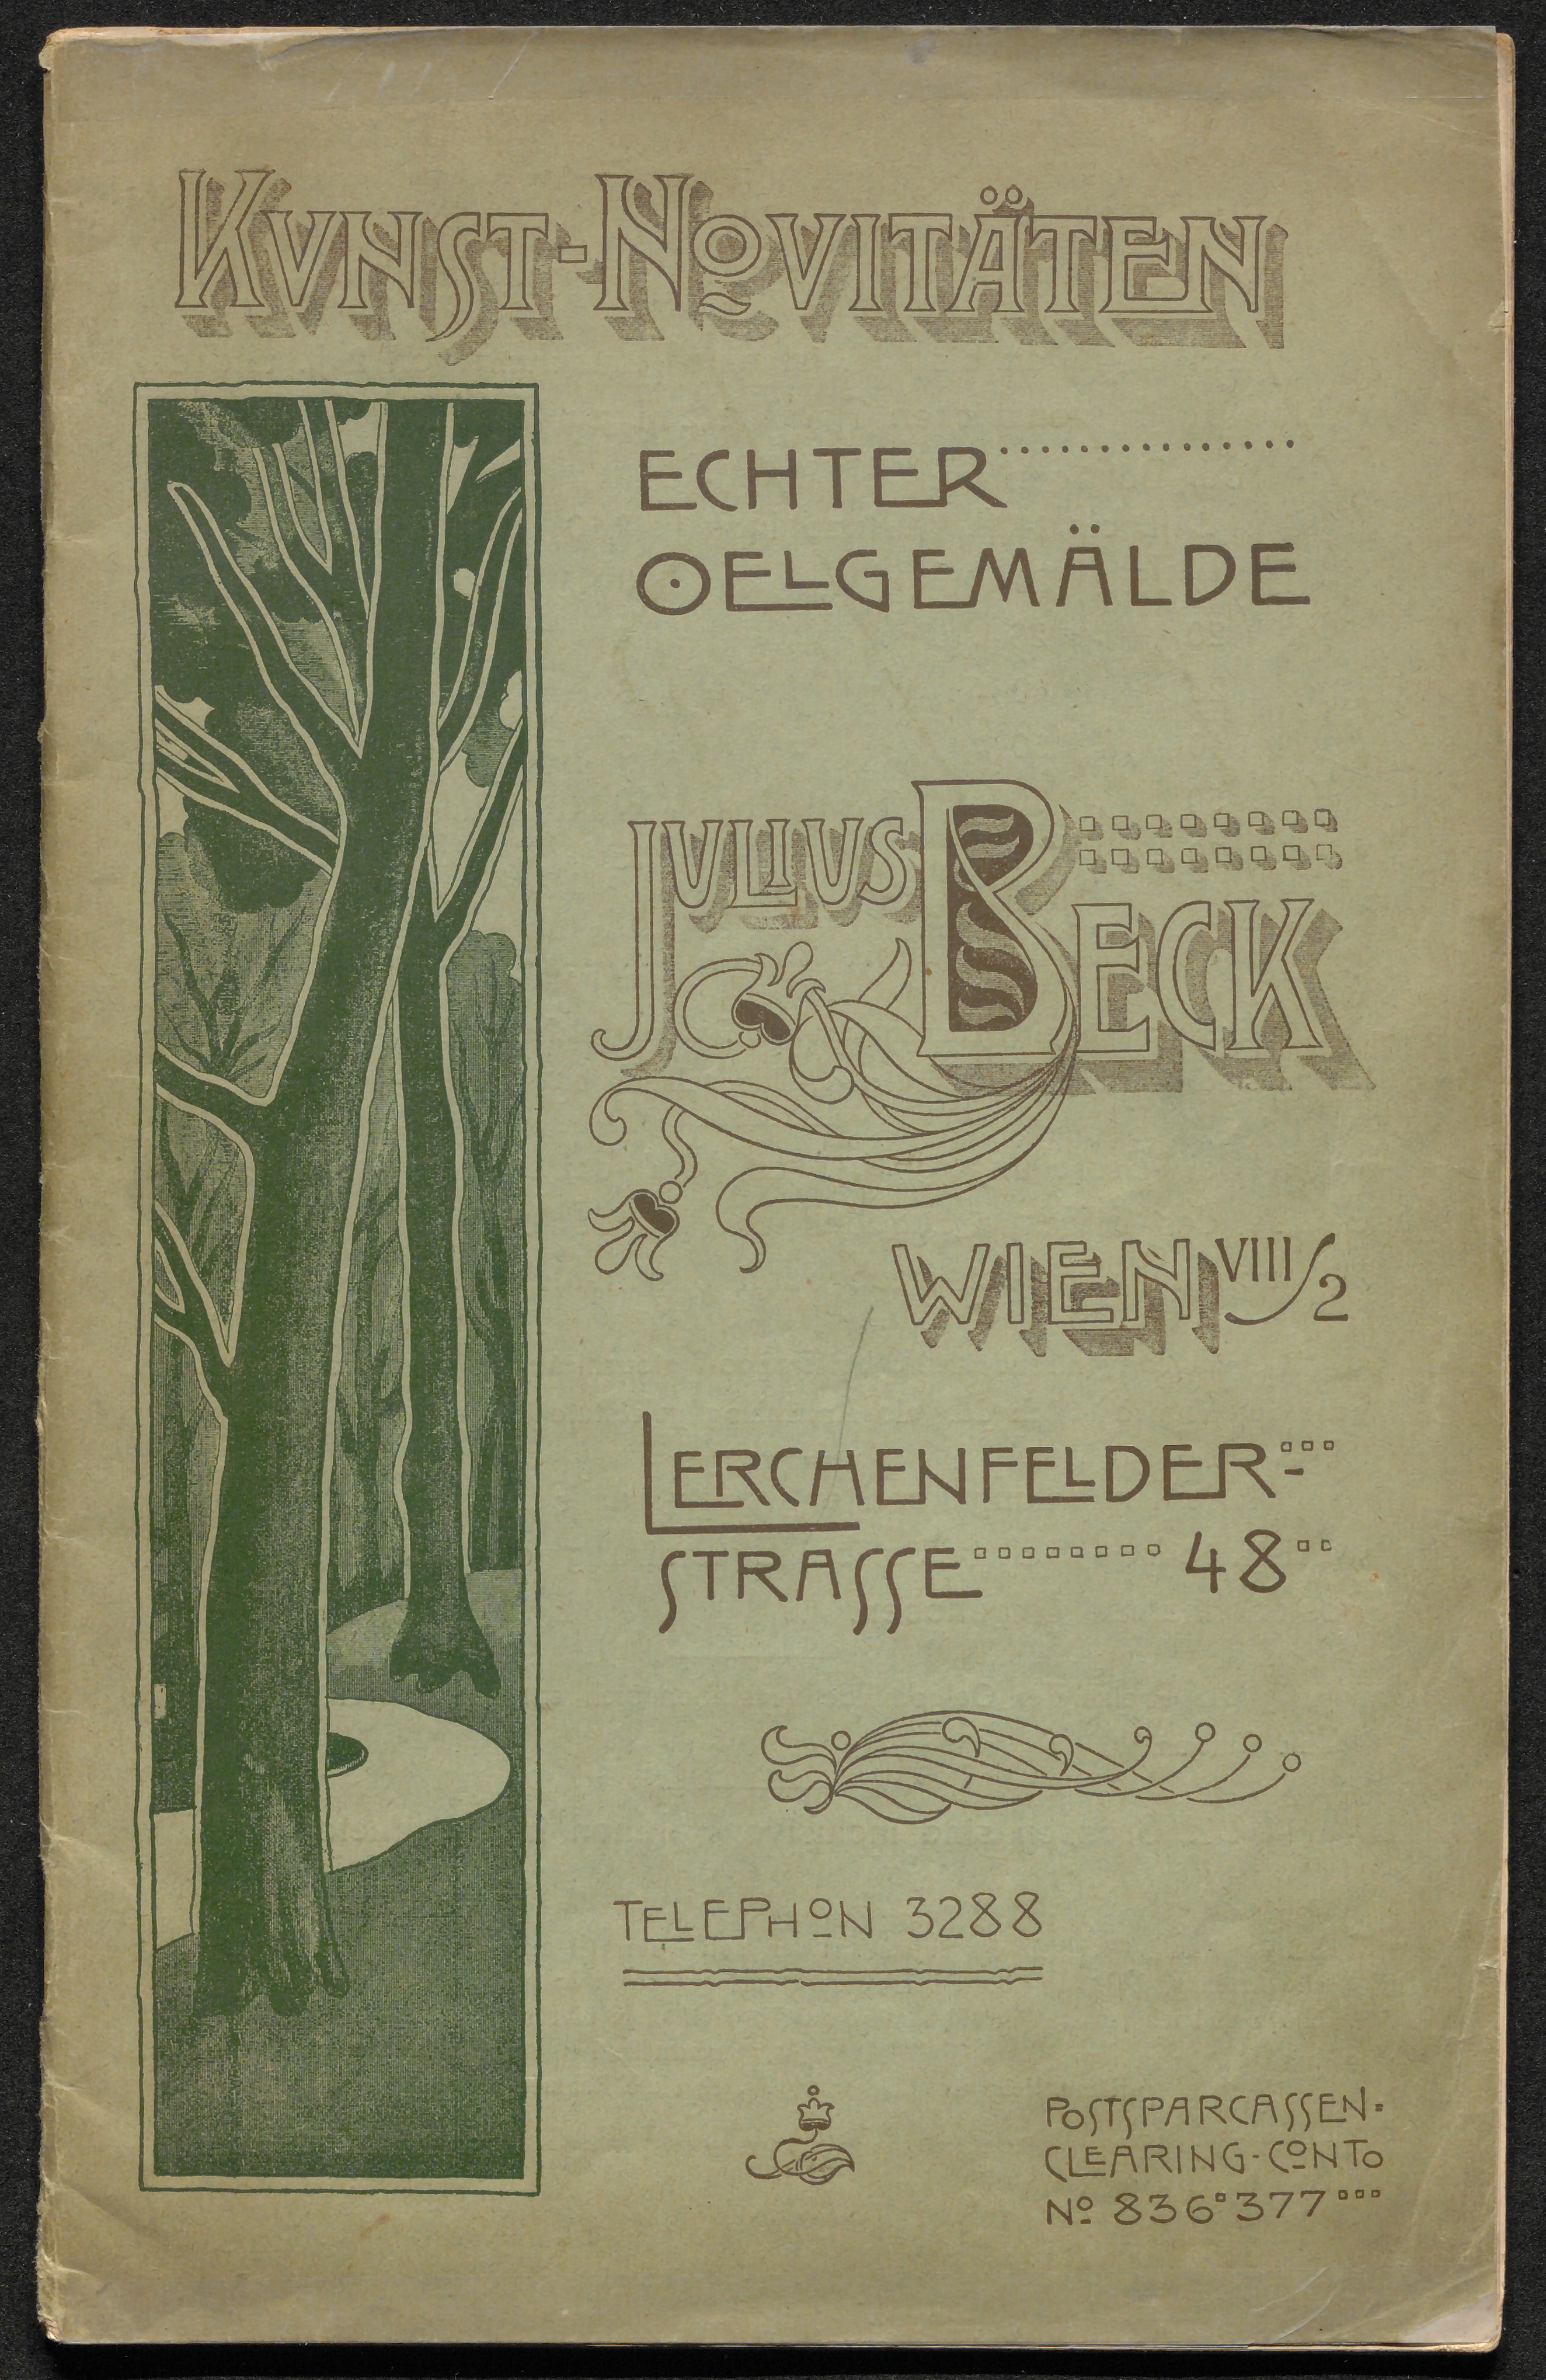 KVNST-NOVITÄTEN
ECHTER
OELGEMÄLDE
JULIUS BECK
WIEN VIII/2
LERCHENFELDER-
STRASSE 48
TELEPHON 3288
POSTSPARCASSEN-
CLEARING-CONTO
No 836.377